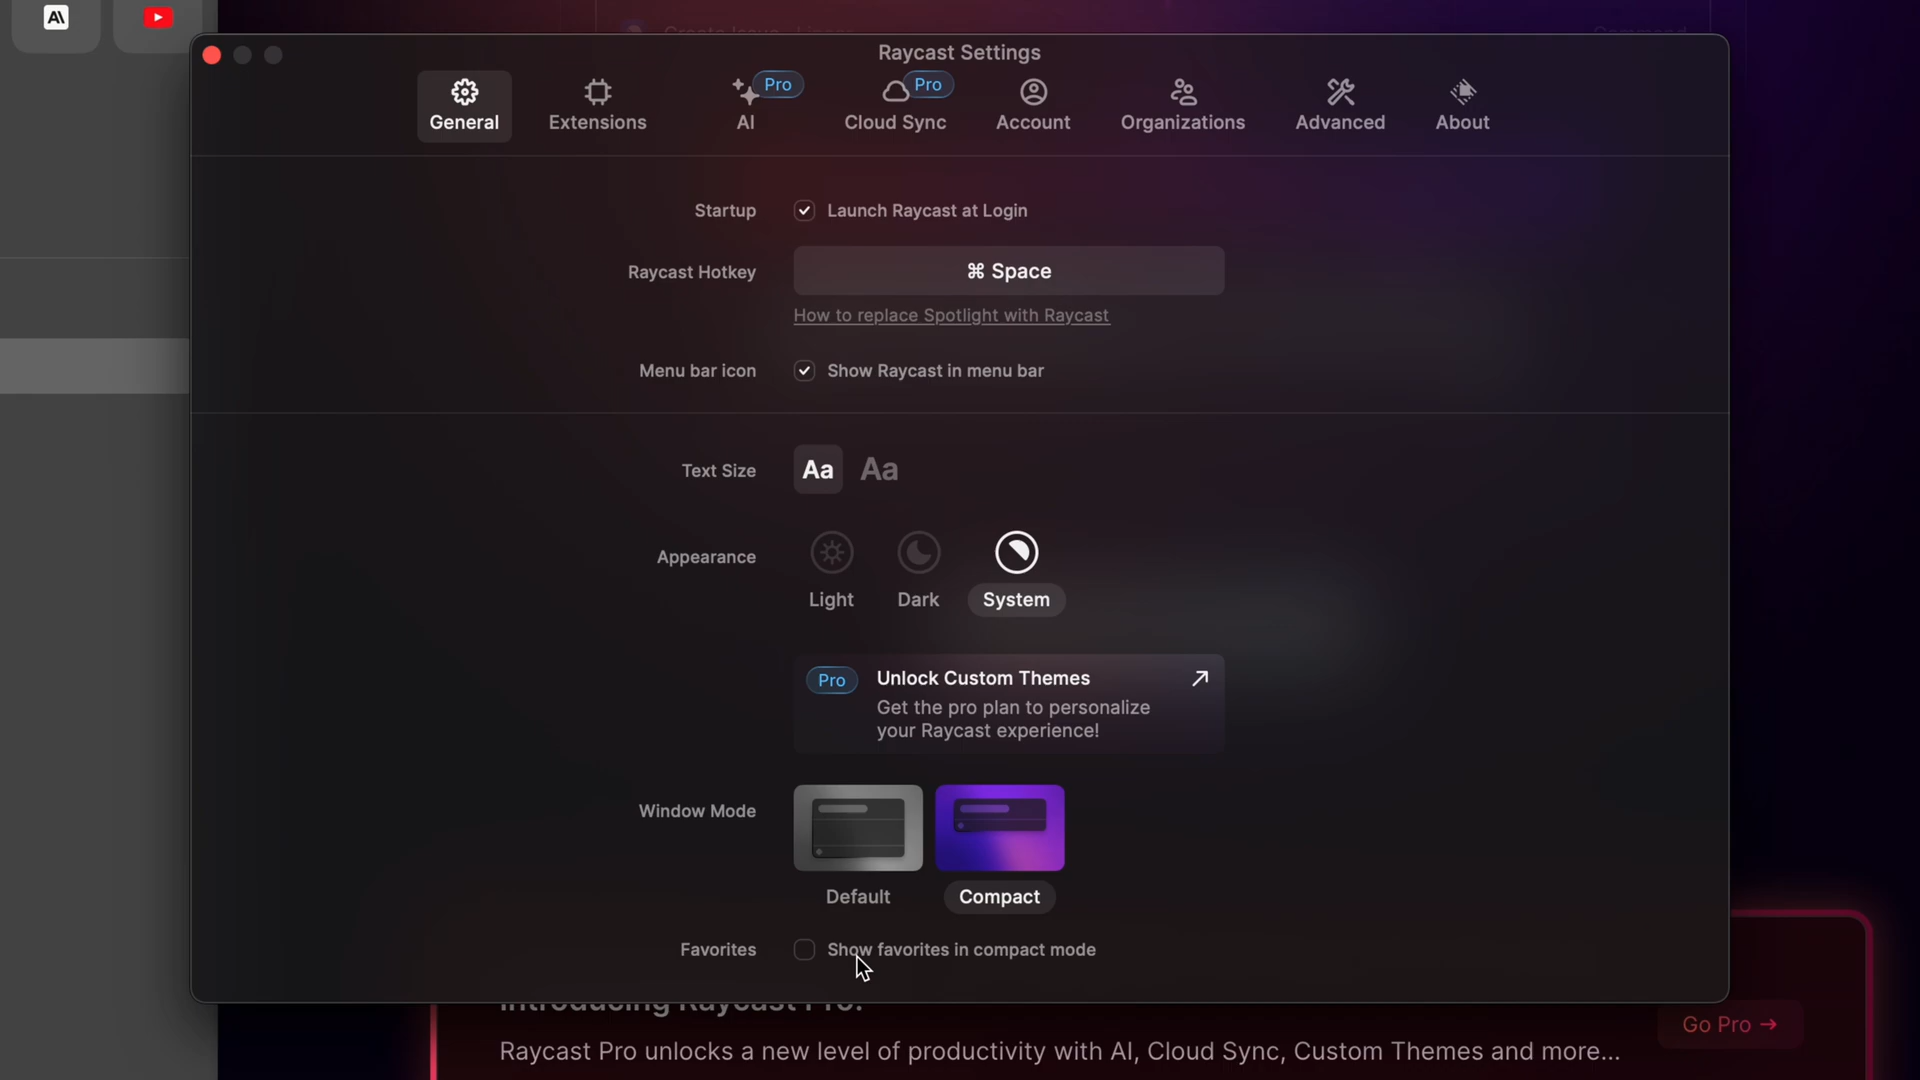 Raycast Settings
General
Extensions
AI
Pro
Cloud Sync
Pro
Account
Organizations
Advanced
About
Startup
Launch Raycast at Login
Raycast Hotkey
⌘ Space
How to replace Spotlight with Raycast
Menu bar icon
Show Raycast in menu bar
Text Size
Aa Aa
Appearance
Light
Dark
System
Pro
Unlock Custom Themes
Get the pro plan to personalize
your Raycast experience!
Window Mode
Default
Compact
Favorites
Show favorites in compact mode
Introducing Raycast Pro!
Go Pro →
Raycast Pro unlocks a new level of productivity with AI, Cloud Sync, Custom Themes and more...